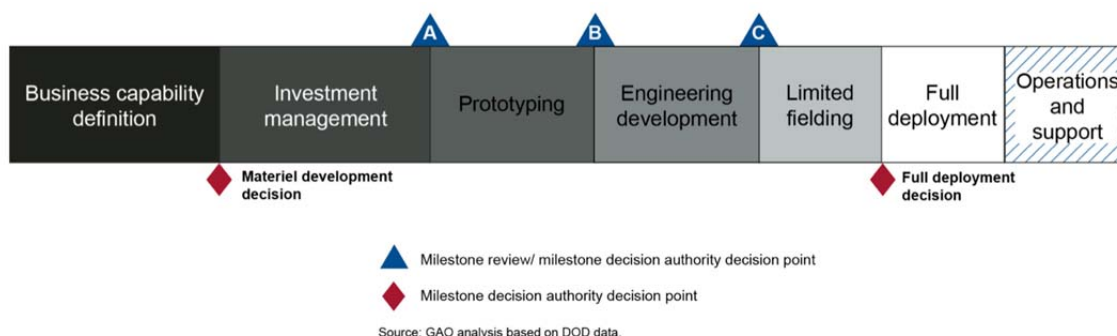 A
B
C
Business capability
definition
Investment
management
Prototyping
Engineering
development
Limited
fielding
Full
deployment
Operations
and
support
Materiel development
decision
Full deployment
decision
Milestone review/ milestone decision authority decision point
Milestone decision authority decision point
Source: GAO analysis based on DOD data.